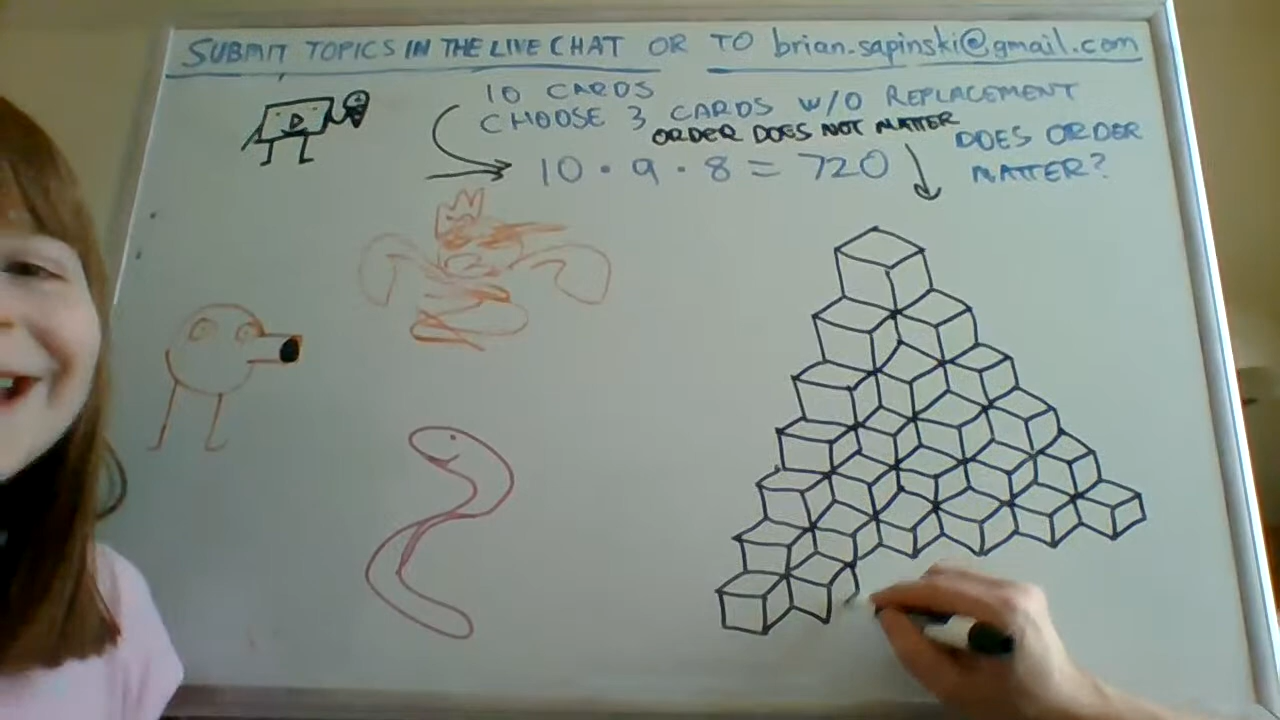 SUBMIT TOPICS IN THE LIVE CHAT OR TO brian.sapinski@gmail.com
10 CARDS
CHOOSE 3 CARDS W/O REPLACEMENT
ORDER DOES NOT MATTER
10 · 9 · 8 = 720
DOES ORDER
MATTER?